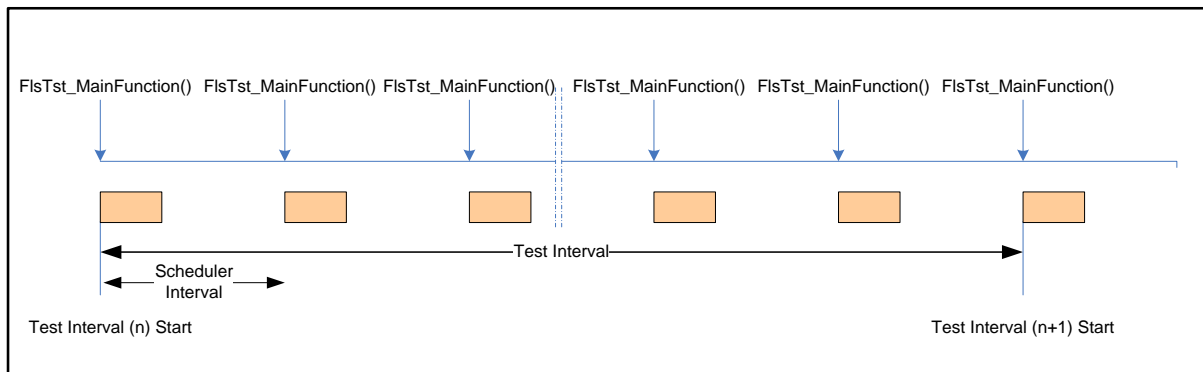 FlsTst_MainFunction()
FlsTst_MainFunction()
FlsTst_MainFunction()
FlsTst_MainFunction()
FlsTst_MainFunction()
FlsTst_MainFunction()
Test Interval
Scheduler
Interval
Test Interval (n) Start
Test Interval (n+1) Start